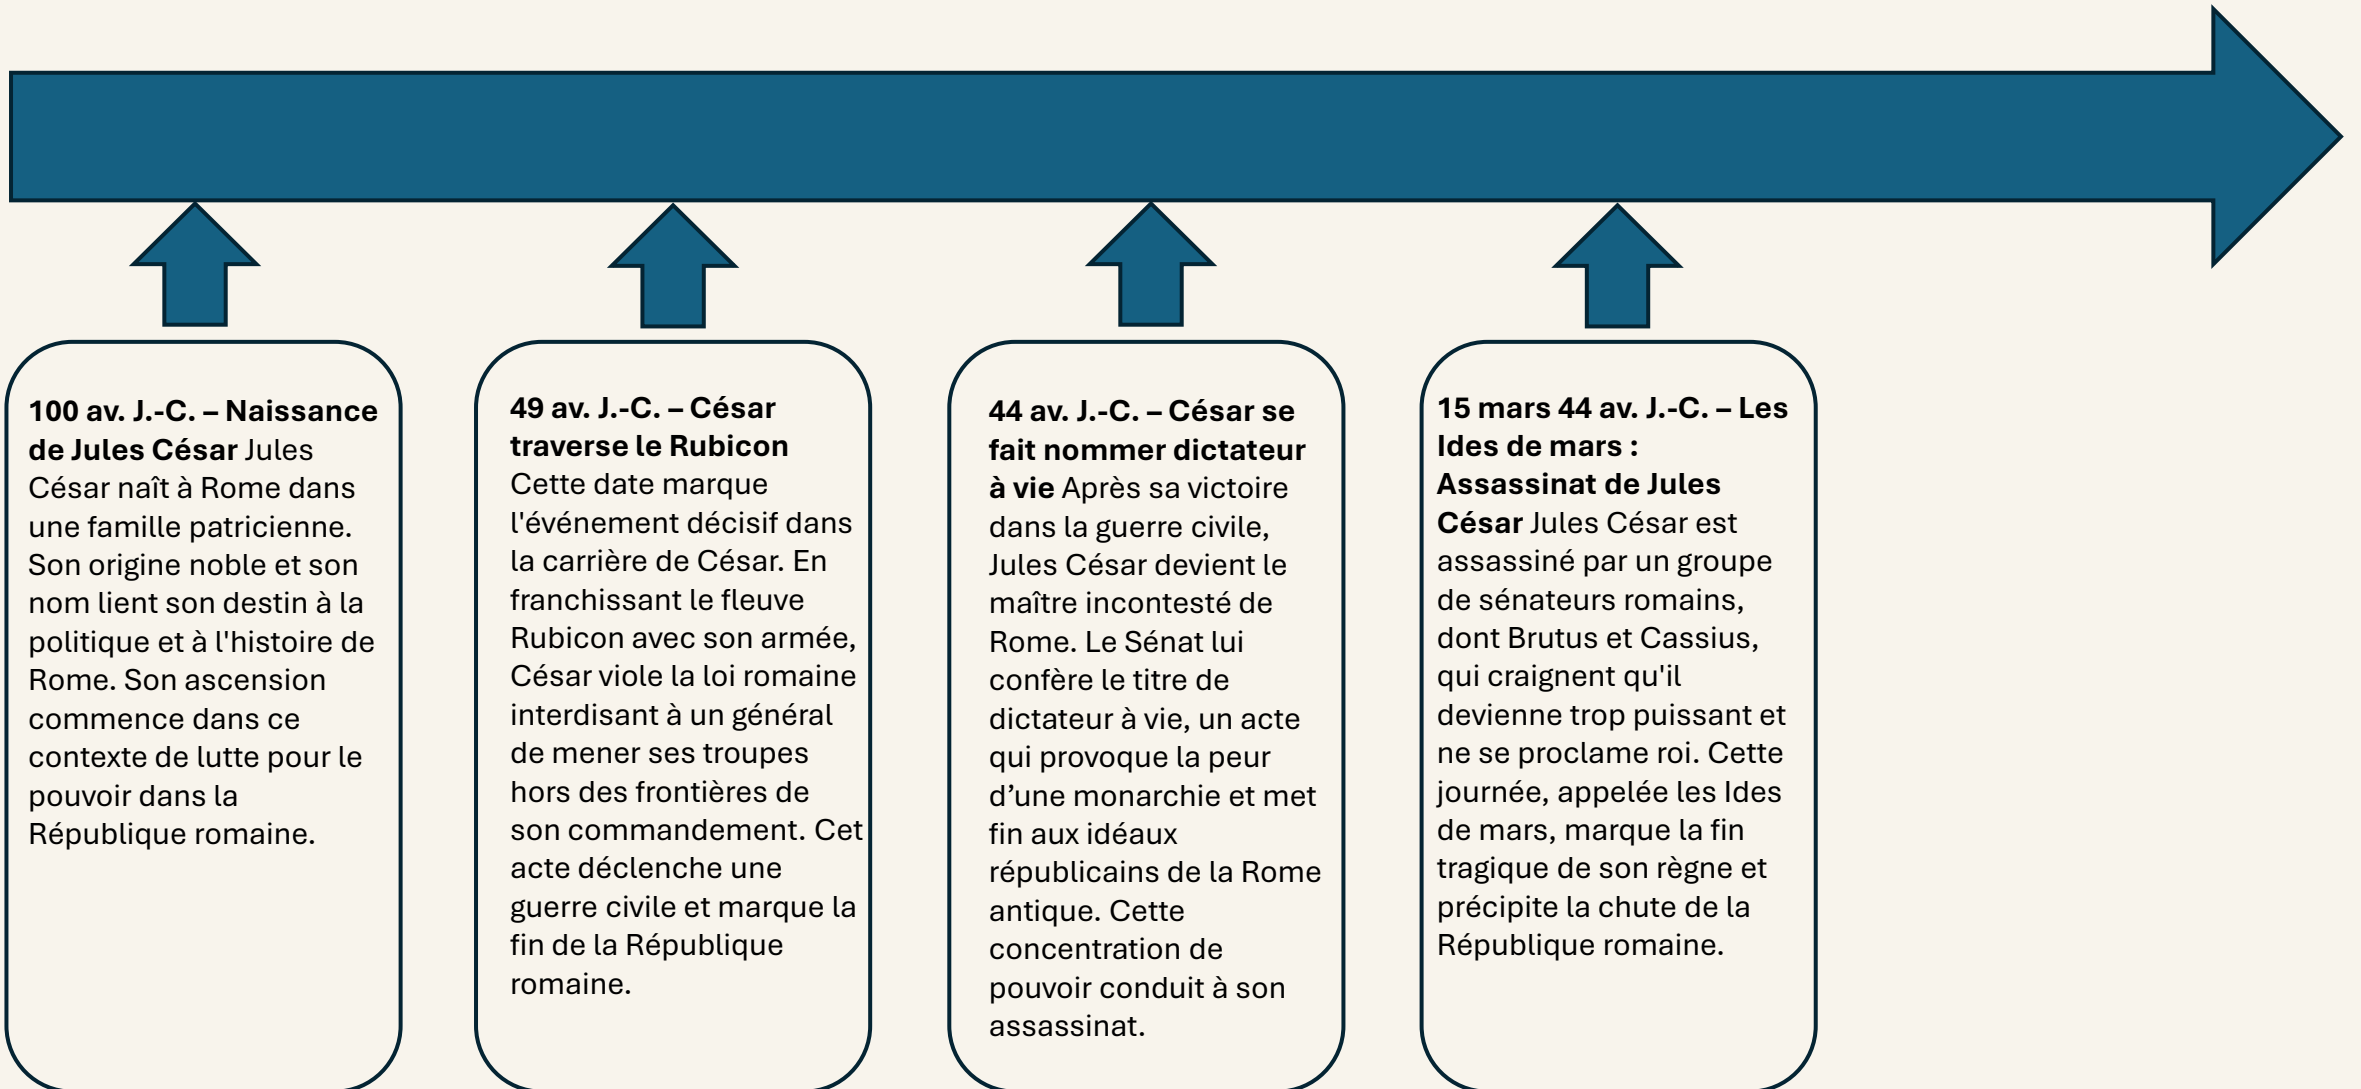 100 av. J.-C. – Naissance
de Jules César Jules
César naît à Rome dans
une famille patricienne.
Son origine noble et son
nom lient son destin à la
politique et à l'histoire de
Rome. Son ascension
commence dans ce
contexte de lutte pour le
pouvoir dans la
République romaine.
49 av. J.-C. – César
traverse le Rubicon
Cette date marque
l'événement décisif dans
la carrière de César. En
franchissant le fleuve
Rubicon avec son armée,
César viole la loi romaine
interdisant à un général
de mener ses troupes
hors des frontières de
son commandement. Cet
acte déclenche une
guerre civile et marque la
fin de la République
romaine.
44 av. J.-C. – César se
fait nommer dictateur
à vie Après sa victoire
dans la guerre civile,
Jules César devient le
maître incontesté de
Rome. Le Sénat lui
confère le titre de
dictateur à vie, un acte
qui provoque la peur
d’une monarchie et met
fin aux idéaux
républicains de la Rome
antique. Cette
concentration de
pouvoir conduit à son
assassinat.
15 mars 44 av. J.-C. – Les
Ides de mars :
Assassinat de Jules
César Jules César est
assassiné par un groupe
de sénateurs romains,
dont Brutus et Cassius,
qui craignent qu'il
devienne trop puissant et
ne se proclame roi. Cette
journée, appelée les Ides
de mars, marque la fin
tragique de son règne et
précipite la chute de la
République romaine.